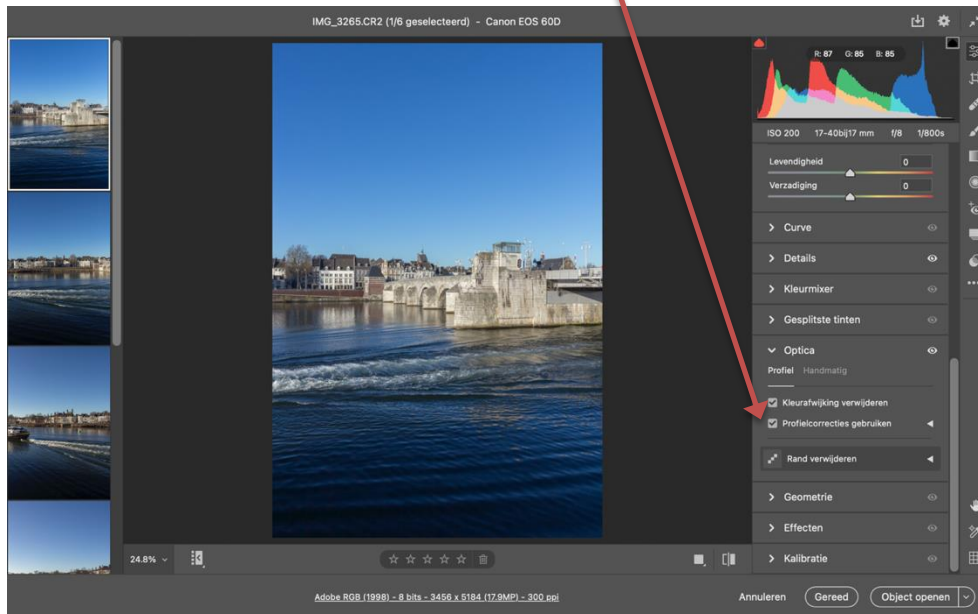 IMG_3265.CR2 (1/6 geselecteerd) - Canon EOS 60D
R: 87 G: 85 B: 85
ISO 200 17-40bij17 mm f/8 1/800s
Levendigheid 0
Verzadiging 0
Curve
Details
Kleurmixer
Gesplitste tinten
Optica
Profiel Handmatig
Kleurafwijking verwijderen
Profielcorrecties gebruiken
Rand verwijderen
Geometrie
Effecten
Kalibratie
24.8%
Adobe RGB (1998) - 8 bits - 3456 x 5184 (17.9MP) - 300 ppi
Annuleren Gereed Object openen